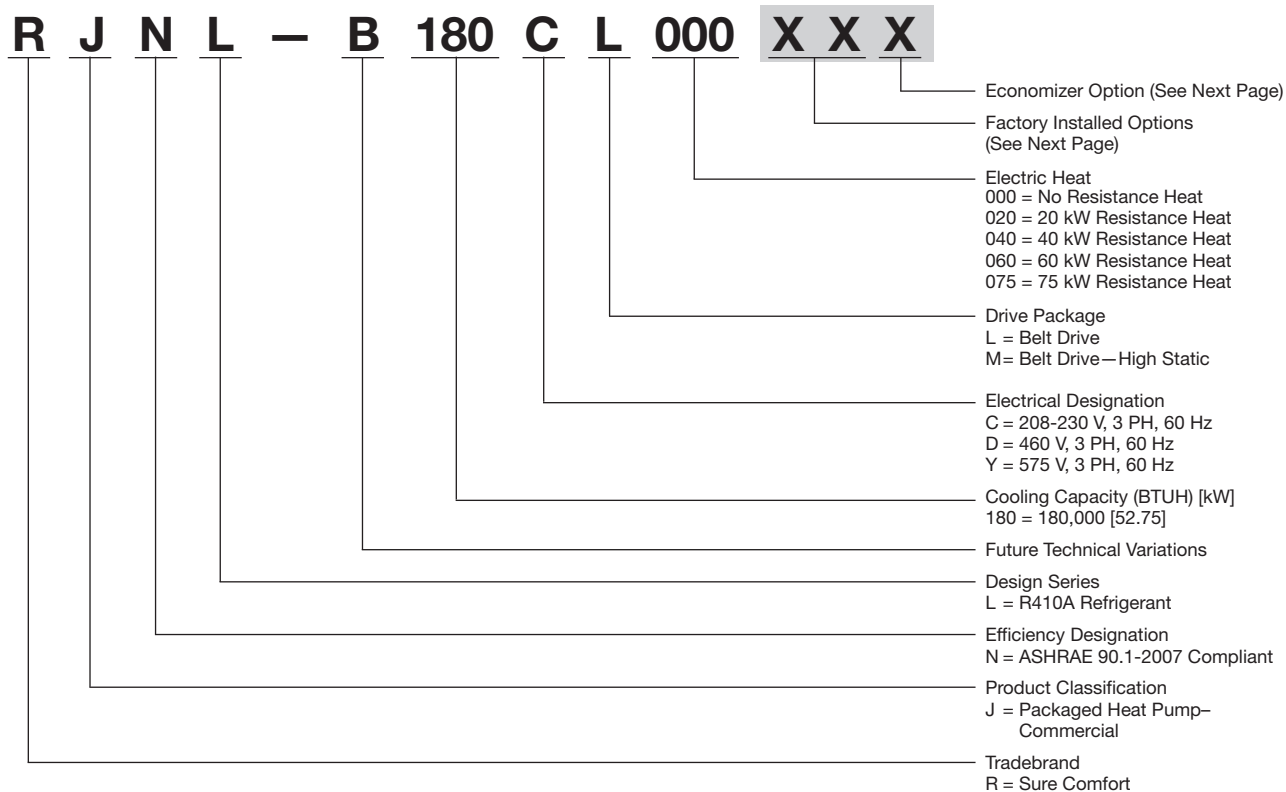 R J N L — B 180 C L 000 X X X
Economizer Option (See Next Page)
Factory Installed Options
(See Next Page)
Electric Heat
000 = No Resistance Heat
020 = 20 kW Resistance Heat
040 = 40 kW Resistance Heat
060 = 60 kW Resistance Heat
075 = 75 kW Resistance Heat
Drive Package
L = Belt Drive
M= Belt Drive—High Static
Electrical Designation
C = 208-230 V, 3 PH, 60 Hz
D = 460 V, 3 PH, 60 Hz
Y = 575 V, 3 PH, 60 Hz
Cooling Capacity (BTUH) [kW]
180 = 180,000 [52.75]
Future Technical Variations
Design Series
L = R410A Refrigerant
Efficiency Designation
N = ASHRAE 90.1-2007 Compliant
Product Classification
J = Packaged Heat Pump–
Commercial
Tradebrand
R = Sure Comfort